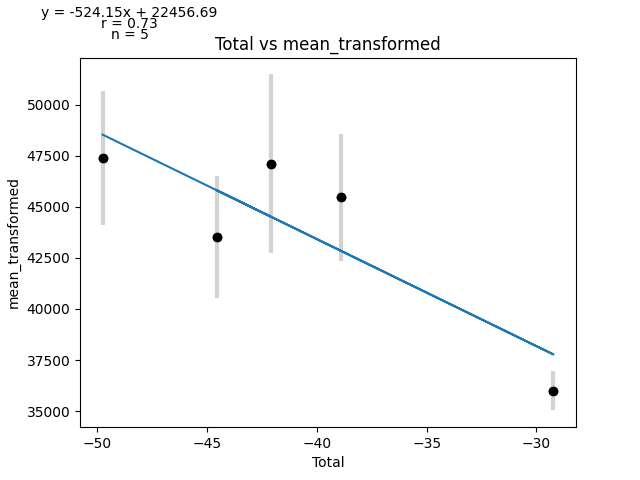 y = -524.15x + 22456.69
r = 0.73
n = 5
Total vs mean_transformed
mean_transformed
50000
47500
45000
42500
40000
37500
35000
−50
−45
−40
−35
−30
Total